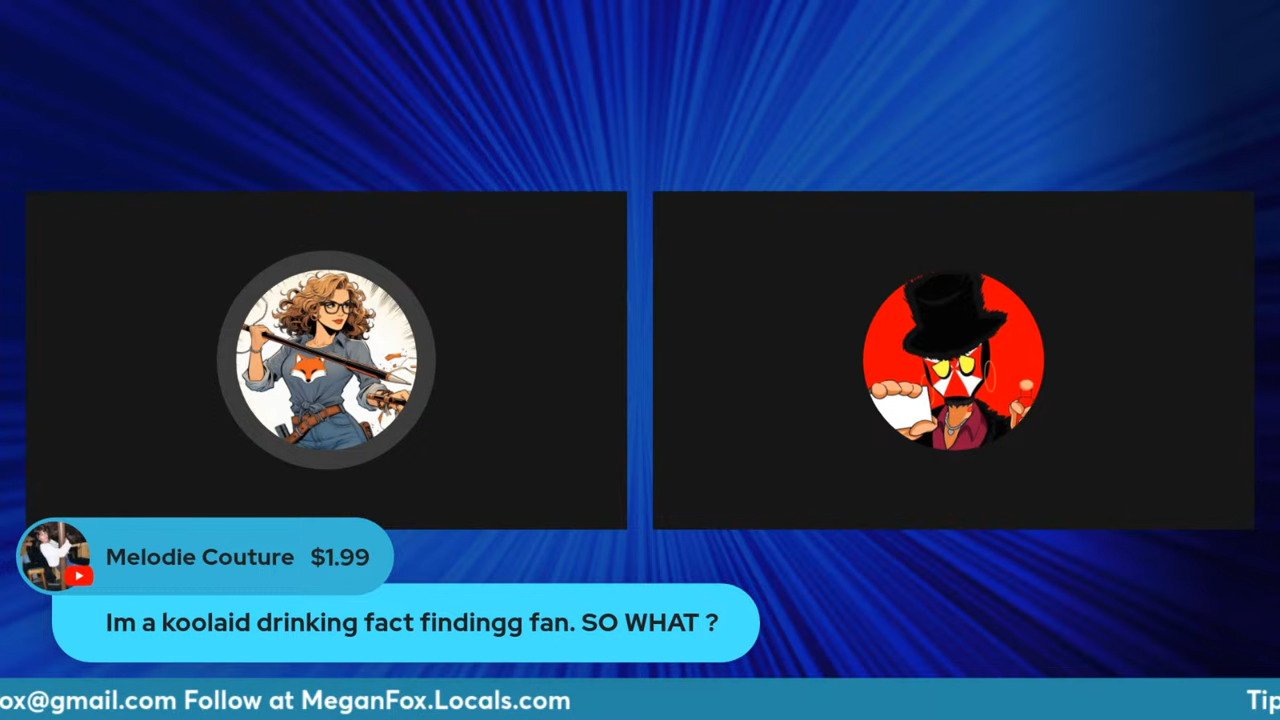 Melodie Couture $1.99
Im a koolaid drinking fact findingg fan. SO WHAT ?
ox@gmail.com Follow at MeganFox.Locals.com
Tip